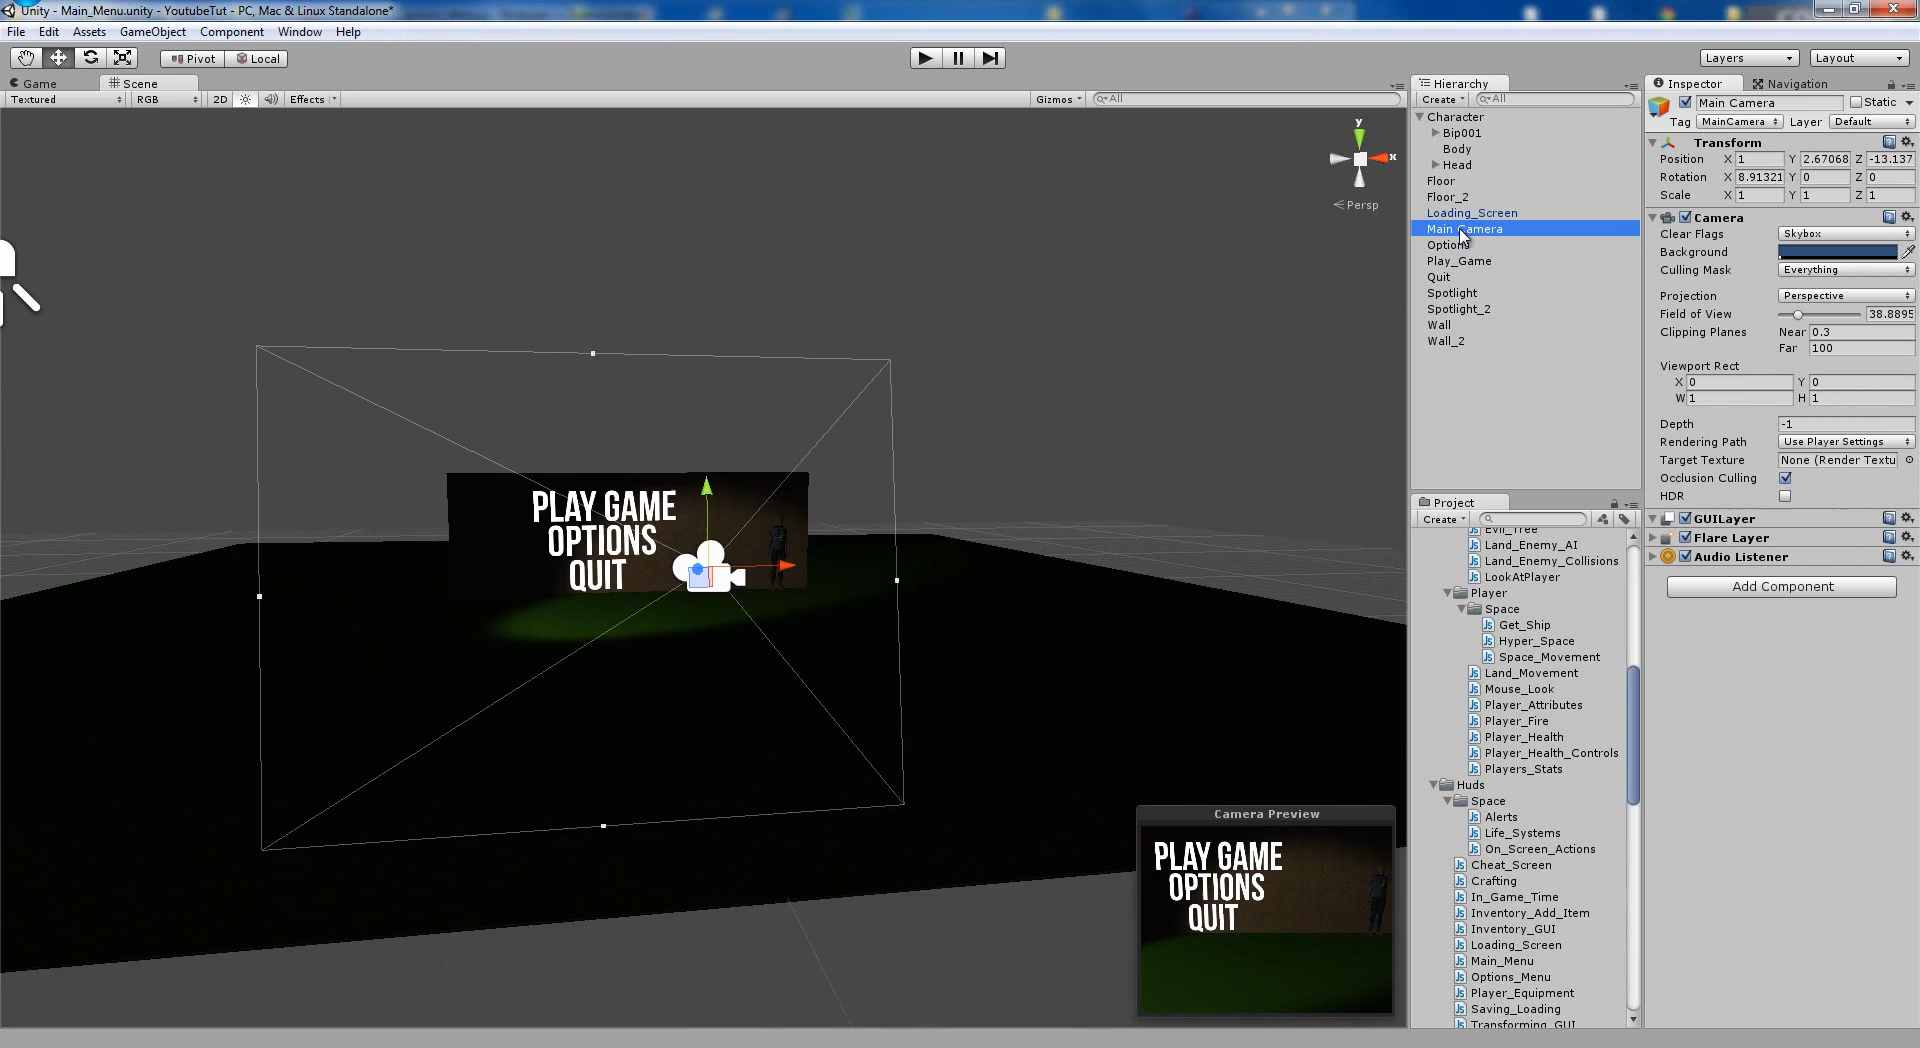 Unity - Main_Menu.unity - YoutubeTut - PC, Mac & Linux Standalone*
File Edit Assets GameObject Component Window Help
Pivot Local Layers Layout
Game Scene
Textured RGB 2D Effects Gizmos All
y
x
Persp
PLAY GAME
OPTIONS
QUIT
Camera Preview
PLAY GAME
OPTIONS
QUIT
Hierarchy
Create All
Character
Bip001
Body
Head
Floor
Floor_2
Loading_Screen
Main Camera
Options
Play_Game
Quit
Spotlight
Spotlight_2
Wall
Wall_2
Project
Create
Evil_Tree
Land_Enemy_AI
Land_Enemy_Collisions
LookAtPlayer
Player
Space
Get_Ship
Hyper_Space
Space_Movement
Land_Movement
Mouse_Look
Player_Attributes
Player_Fire
Player_Health
Player_Health_Controls
Players_Stats
Huds
Space
Alerts
Life_Systems
On_Screen_Actions
Cheat_Screen
Crafting
In_Game_Time
Inventory_Add_Item
Inventory_GUI
Loading_Screen
Main_Menu
Options_Menu
Player_Equipment
Saving_Loading
Transforming_GUI
Inspector Navigation
Main Camera Static
Tag MainCamera Layer Default
Transform
Position X 1 Y 2.67068 Z -13.137
Rotation X 8.91321 Y 0 Z 0
Scale X 1 Y 1 Z 1
Camera
Clear Flags Skybox
Background
Culling Mask Everything
Projection Perspective
Field of View 38.8895
Clipping Planes Near 0.3
Far 100
Viewport Rect
X 0 Y 0
W 1 H 1
Depth -1
Rendering Path Use Player Settings
Target Texture None (Render Textu
Occlusion Culling
HDR
GUILayer
Flare Layer
Audio Listener
Add Component